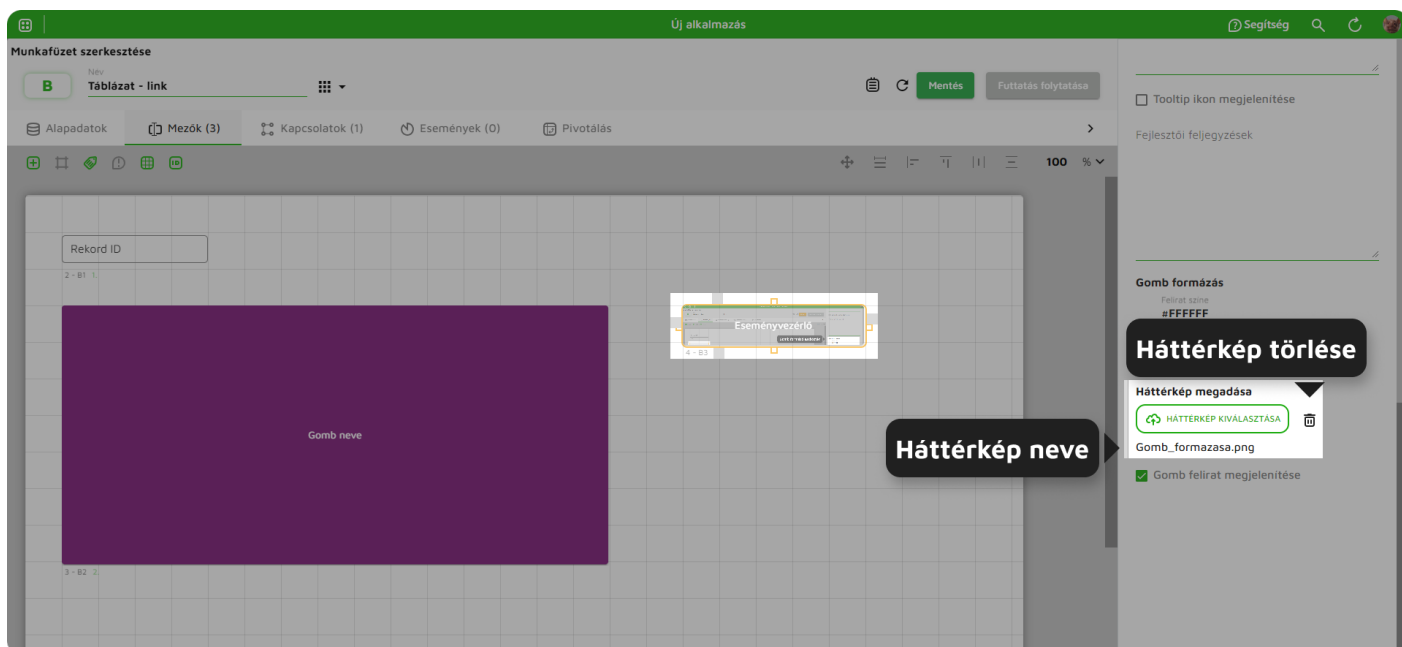 Új alkalmazás
Segítség
Munkafüzet szerkesztése
B
Név
Táblázat - link
Mentés
Futtatás folytatása
Alapadatok
Mezők (3)
Kapcsolatok (1)
Események (0)
Pivotálás
100 %
Tooltip ikon megjelenítése
Fejlesztői feljegyzések
Rekord ID
2 - B1 1.
Gomb neve
3 - B2 2.
Eseményvezérlő
4 - B3
Gomb formázás
Felirat színe
#FFFFFF
Háttérkép törlése
Háttérkép megadása
HÁTTÉRKÉP KIVÁLASZTÁSA
Háttérkép neve
Gomb_formazasa.png
Gomb felirat megjelenítése